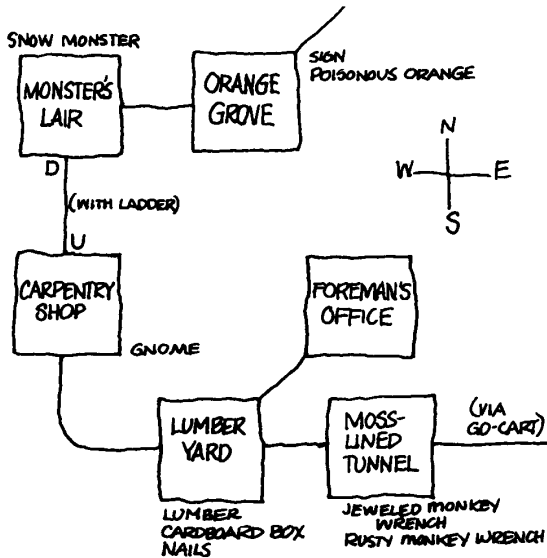 SNOW MONSTER
MONSTER'S
LAIR
ORANGE
GROVE
SIGN
POISONOUS ORANGE
N
W
E
S
D
(WITH LADDER)
U
CARPENTRY
SHOP
GNOME
FOREMAN'S
OFFICE
LUMBER
YARD
LUMBER
CARDBOARD BOX
NAILS
MOSS-
LINED
TUNNEL
(VIA
GO-CART)
JEWELED MONKEY
WRENCH
RUSTY MONKEY WRENCH